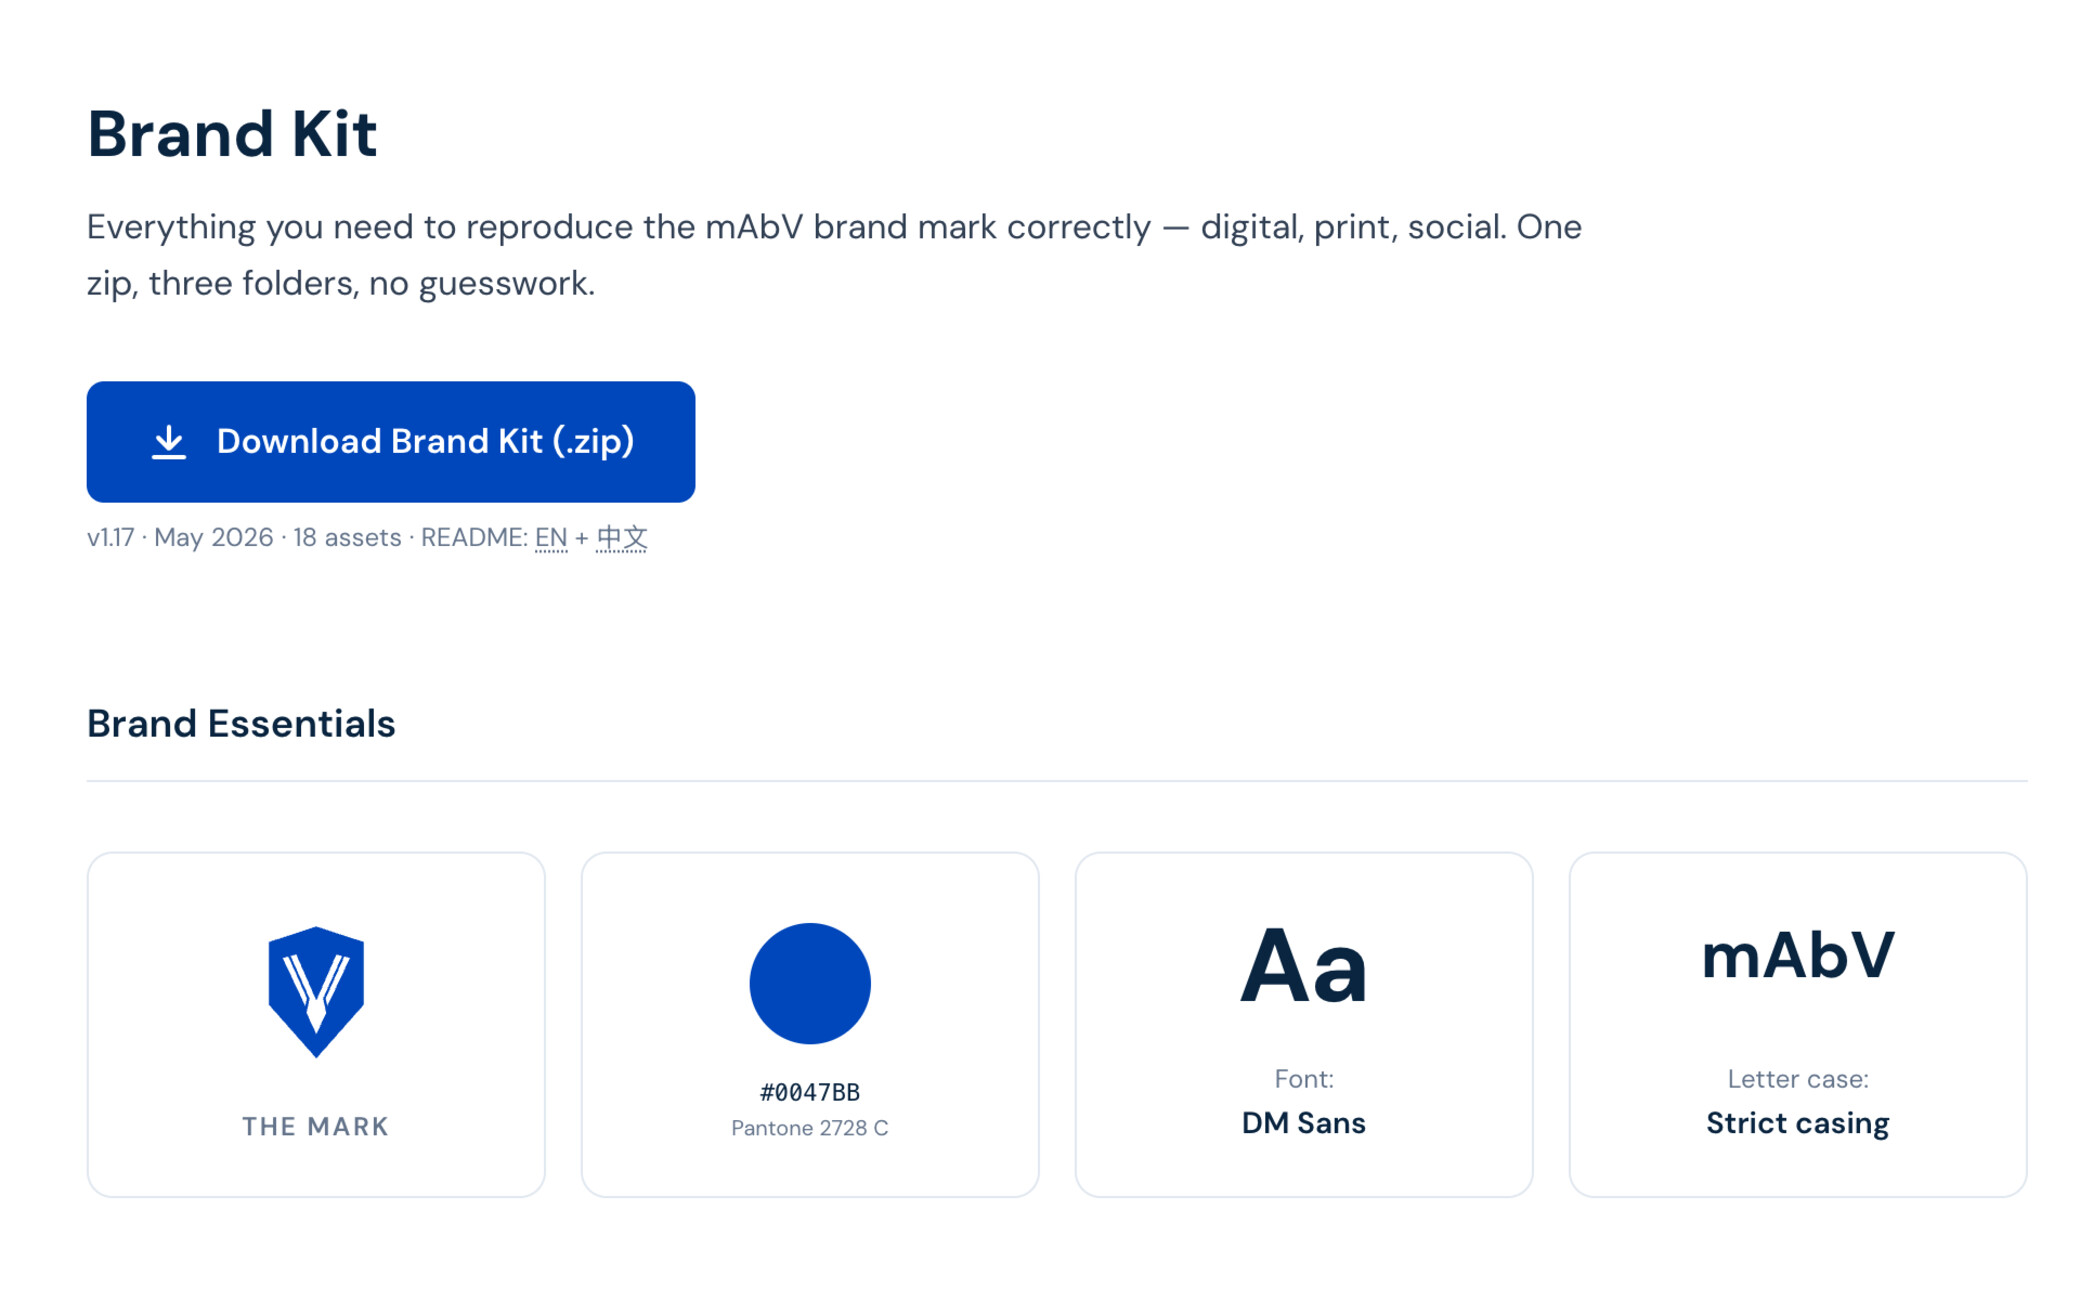 Brand Kit
Everything you need to reproduce the mAbV brand mark correctly — digital, print, social. One
zip, three folders, no guesswork.
Download Brand Kit (.zip)
v1.17 · May 2026 · 18 assets · README: EN + 中文
Brand Essentials
THE MARK
#0047BB
Pantone 2728 C
Aa
Font:
DM Sans
mAbV
Letter case:
Strict casing